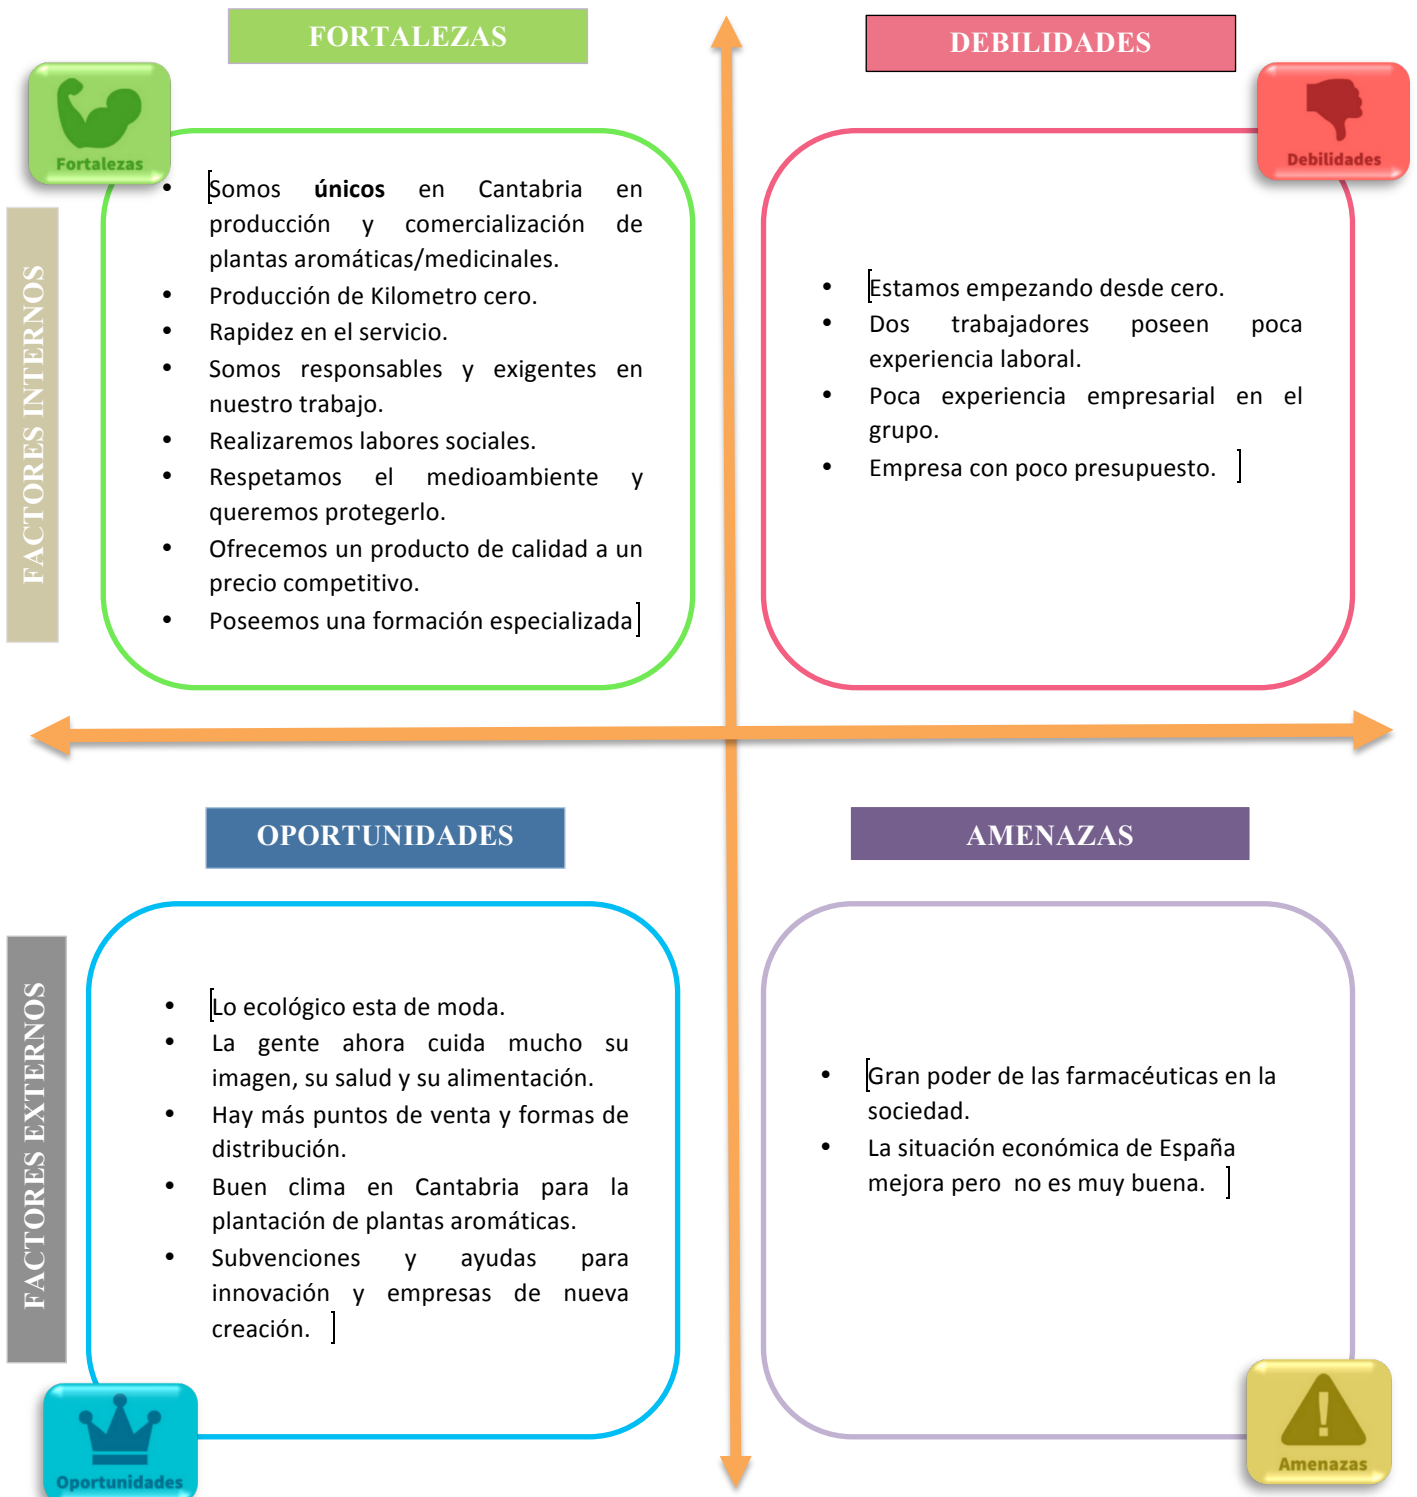 FORTALEZAS
Fortalezas
FACTORES INTERNOS
• Somos únicos en Cantabria en
producción y comercialización de
plantas aromáticas/medicinales.
• Producción de Kilometro cero.
• Rapidez en el servicio.
• Somos responsables y exigentes en
nuestro trabajo.
• Realizaremos labores sociales.
• Respetamos el medioambiente y
queremos protegerlo.
• Ofrecemos un producto de calidad a un
precio competitivo.
• Poseemos una formación especializada
DEBILIDADES
Debilidades
• Estamos empezando desde cero.
• Dos trabajadores poseen poca
experiencia laboral.
• Poca experiencia empresarial en el
grupo.
• Empresa con poco presupuesto.
OPORTUNIDADES
FACTORES EXTERNOS
• Lo ecológico esta de moda.
• La gente ahora cuida mucho su
imagen, su salud y su alimentación.
• Hay más puntos de venta y formas de
distribución.
• Buen clima en Cantabria para la
plantación de plantas aromáticas.
• Subvenciones y ayudas para
innovación y empresas de nueva
creación.
Oportunidades
AMENAZAS
• Gran poder de las farmacéuticas en la
sociedad.
• La situación económica de España
mejora pero no es muy buena.
Amenazas